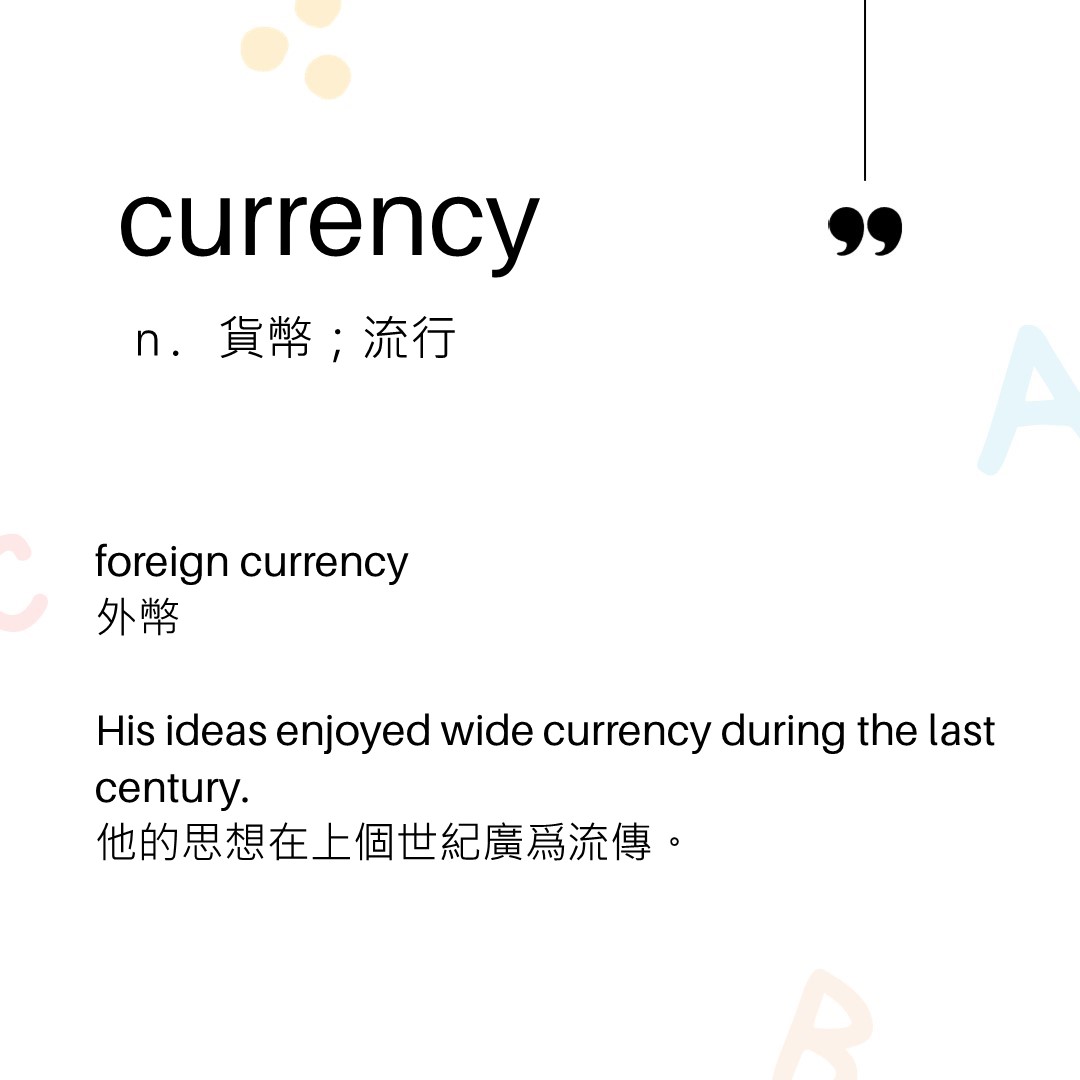 currency
”
n. 貨幣；流行
A
foreign currency
C
外幣
His ideas enjoyed wide currency during the last
century.
他的思想在上個世紀廣爲流傳。
B